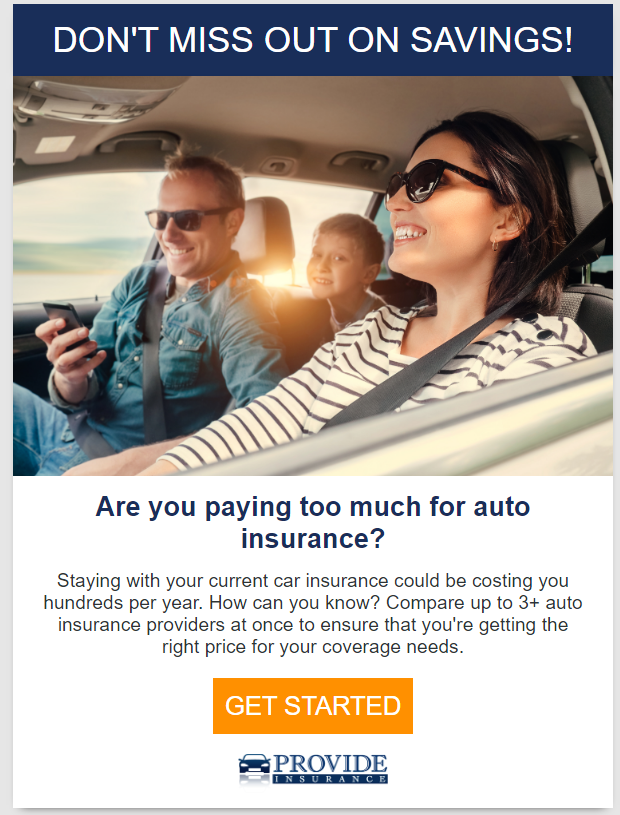 DON'T MISS OUT ON SAVINGS!
Are you paying too much for auto
insurance?
Staying with your current car insurance could be costing you
hundreds per year. How can you know? Compare up to 3+ auto
insurance providers at once to ensure that you're getting the
right price for your coverage needs.
GET STARTED
PROVIDE
INSURANCE